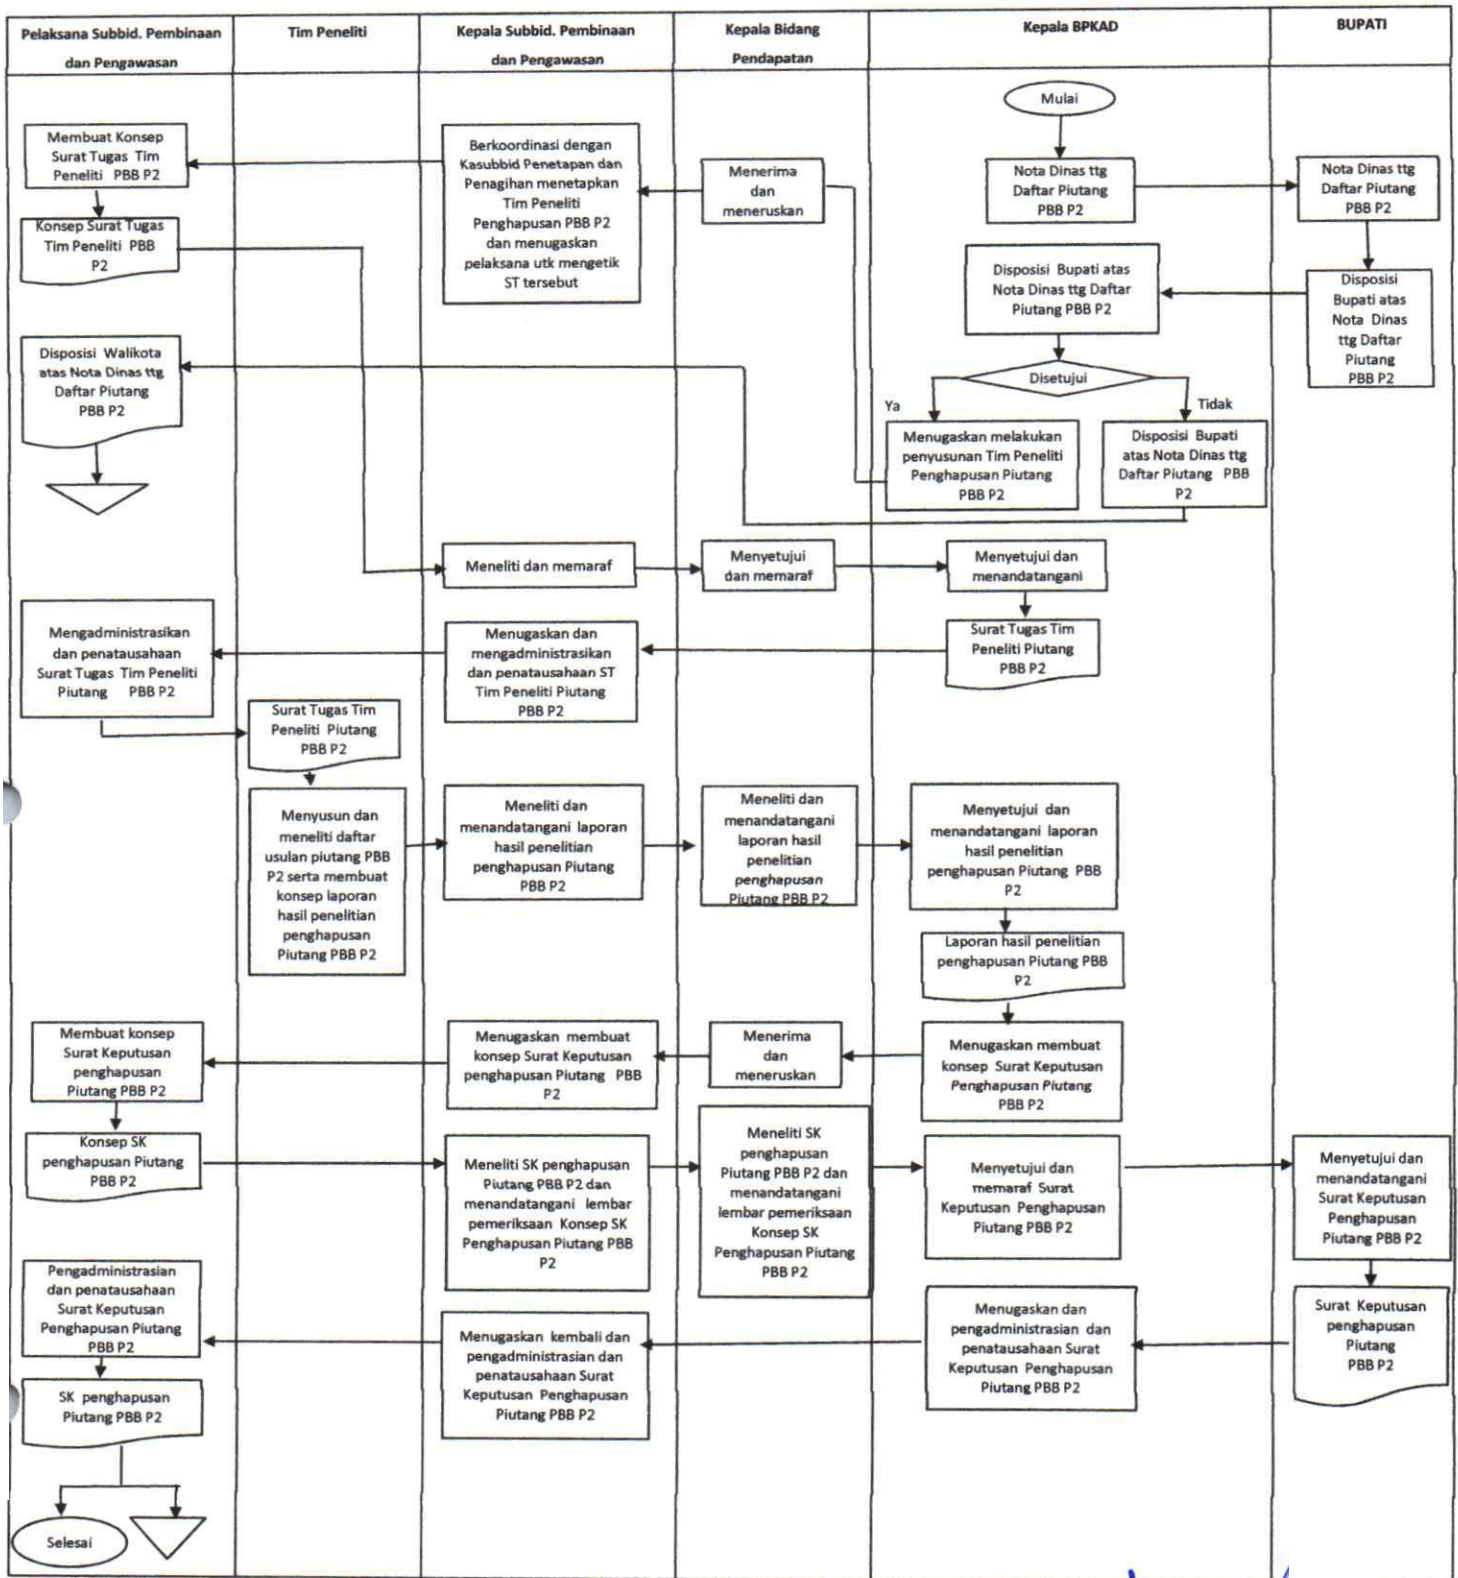 Pelaksana Subbid. Pembinaan
dan Pengawasan
Tim Peneliti
Kepala Subbid. Pembinaan
dan Pengawasan
Kepala Bidang
Pendapatan
Kepala BPKAD
BUPATI
Mulai
Membuat Konsep
Surat Tugas Tim
Peneliti PBB P2
Berkoordinasi dengan
Kasubbid Penetapan dan
Penagihan menetapkan
Tim Peneliti
Penghapusan PBB P2
dan menugaskan
pelaksana utk mengetik
ST tersebut
Menerima
dan
meneruskan
Nota Dinas ttg
Daftar Piutang
PBB P2
Nota Dinas ttg
Daftar Piutang
PBB P2
Konsep Surat Tugas
Tim Peneliti PBB
P2
Disposisi Bupati atas
Nota Dinas ttg Daftar
Piutang PBB P2
Disposisi
Bupati atas
Nota Dinas
ttg Daftar
Piutang
PBB P2
Disposisi Walikota
atas Nota Dinas ttg
Daftar Piutang
PBB P2
Disetujui
Ya
Tidak
Menugaskan melakukan
penyusunan Tim Peneliti
Penghapusan Piutang
PBB P2
Disposisi Bupati
atas Nota Dinas ttg
Daftar Piutang PBB
P2
Meneliti dan memaraf
Menyetujui
dan memaraf
Menyetujui dan
menandatangani
Mengadministrasikan
dan penatausahaan
Surat Tugas Tim Peneliti
Piutang PBB P2
Menugaskan dan
mengadministrasikan
dan penatausahaan ST
Tim Peneliti Piutang
PBB P2
Surat Tugas Tim
Peneliti Piutang
PBB P2
Surat Tugas Tim
Peneliti Piutang
PBB P2
Menyusun dan
meneliti daftar
usulan piutang PBB
P2 serta membuat
konsep laporan
hasil penelitian
penghapusan
Piutang PBB P2
Meneliti dan
menandatangani laporan
hasil penelitian
penghapusan Piutang
PBB P2
Meneliti dan
menandatangani
laporan hasil
penelitian
penghapusan
Piutang PBB P2
Menyetujui dan
menandatangani laporan
hasil penelitian
penghapusan Piutang PBB
P2
Laporan hasil penelitian
penghapusan Piutang PBB
P2
Membuat konsep
Surat Keputusan
penghapusan
Piutang PBB P2
Menugaskan membuat
konsep Surat Keputusan
penghapusan Piutang PBB
P2
Menerima
dan
meneruskan
Menugaskan membuat
konsep Surat Keputusan
Penghapusan Piutang
PBB P2
Konsep SK
penghapusan Piutang
PBB P2
Meneliti SK penghapusan
Piutang PBB P2 dan
menandatangani lembar
pemeriksaan Konsep SK
Penghapusan Piutang PBB
P2
Meneliti SK
penghapusan
Piutang PBB P2 dan
menandatangani
lembar pemeriksaan
Konsep SK
Penghapusan Piutang
PBB P2
Menyetujui dan
memaraf Surat
Keputusan Penghapusan
Piutang PBB P2
Menyetujui dan
menandatangani
Surat Keputusan
Penghapusan
Piutang PBB P2
Pengadministrasian
dan penatausahaan
Surat Keputusan
Penghapusan Piutang
PBB P2
Menugaskan kembali dan
pengadministrasian dan
penatausahaan Surat
Keputusan Penghapusan
Piutang PBB P2
Menugaskan dan
pengadministrasian dan
penatausahaan Surat
Keputusan Penghapusan
Piutang PBB P2
Surat Keputusan
penghapusan
Piutang
PBB P2
SK penghapusan
Piutang PBB P2
Selesai